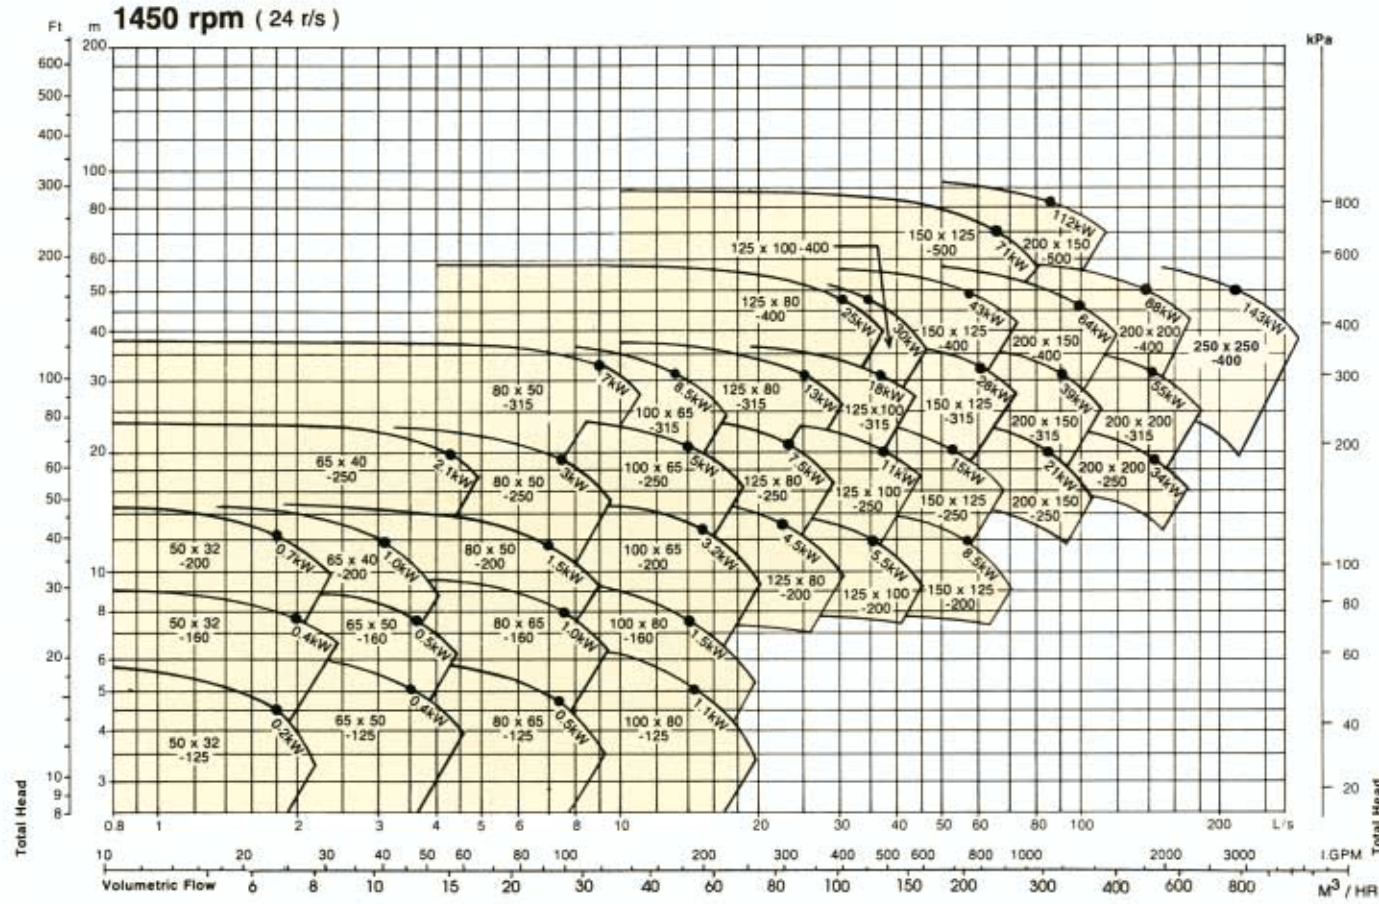 1450 rpm ( 24 r/s )
Ft m kPa
200
600
500
400
100
300
80
800
112kW
150 x 125
-500
71kW
200 x 150
-500
125 x 100-400
200
60
600
50
125 x 80
-400
25kW
30kW
43kW
64kW
88kW
143kW
40
400
150 x 125
-400
200 x 150
-400
200 x 200
-400
250 x 250
-400
100
30
300
80 x 50
-315
7kW
8.5kW
100 x 65
-315
125 x 80
-315
13kW
18kW
125 x 100
-315
28kW
150 x 125
-315
39kW
200 x 150
-315
55kW
200 x 200
-315
80
20
200
65 x 40
-250
2.1kW
80 x 50
-250
3kW
100 x 65
-250
5kW
125 x 80
-250
7.5kW
125 x 100
-250
11kW
150 x 125
-250
15kW
200 x 150
-250
21kW
200 x 200
-250
34kW
60
50
40
50 x 32
-200
0.7kW
65 x 40
-200
1.0kW
80 x 50
-200
1.5kW
100 x 65
-200
3.2kW
125 x 80
-200
4.5kW
125 x 100
-200
5.5kW
150 x 125
-200
8.5kW
10
100
30
8
80
50 x 32
-160
0.4kW
65 x 50
-160
0.5kW
80 x 65
-160
1.0kW
100 x 80
-160
1.5kW
20
6
60
5
50 x 32
-125
0.2kW
65 x 50
-125
0.4kW
80 x 65
-125
0.5kW
100 x 80
-125
1.1kW
4
40
3
10
9
8
20
Total Head
Total Head
0.8 1 2 3 4 5 6 8 10 20 30 40 50 60 80 100 200 L/s
10 20 30 40 50 60 80 100 200 300 400 500 600 800 1000 2000 3000 I.GPM
Volumetric Flow 6 8 10 15 20 30 40 60 80 100 150 200 300 400 600 800 M³ / HR